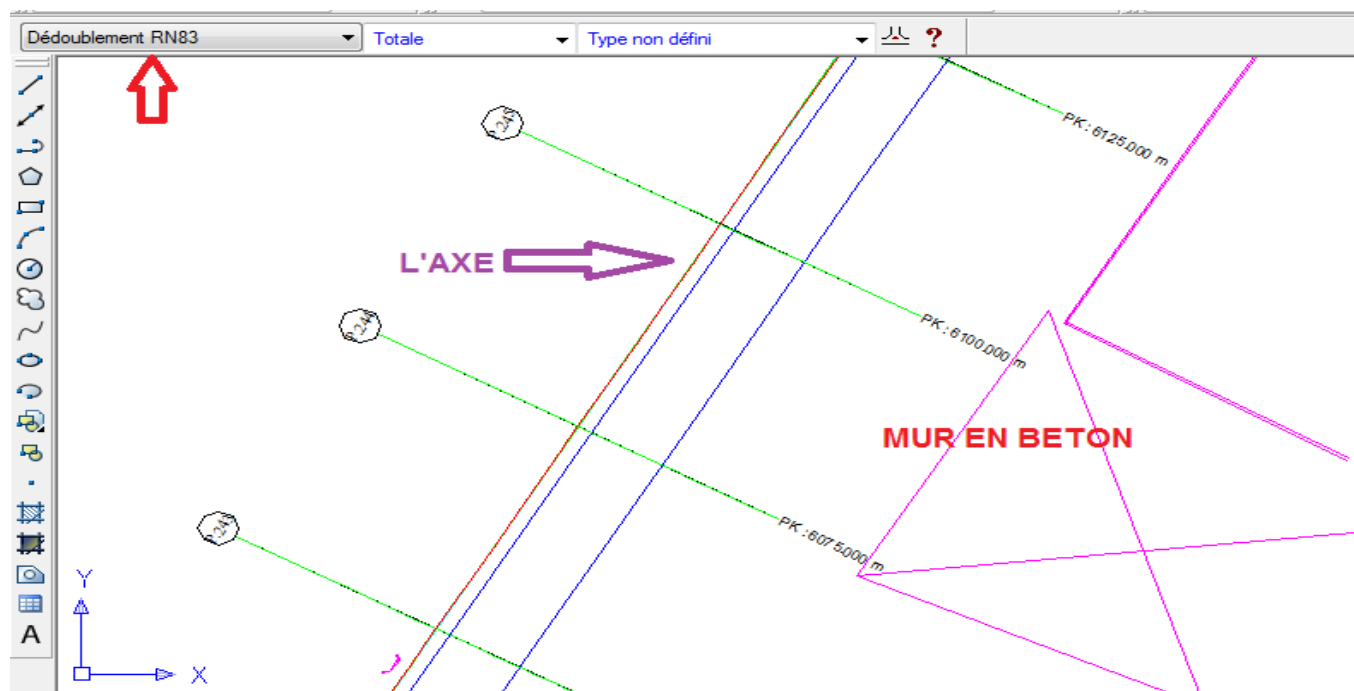 Dédoublement RN83 Totale Type non défini ?
PK : 6125,000 m
L'AXE
PK : 6100,000 m
MUR EN BETON
PK : 6075,000 m
Y
X
A